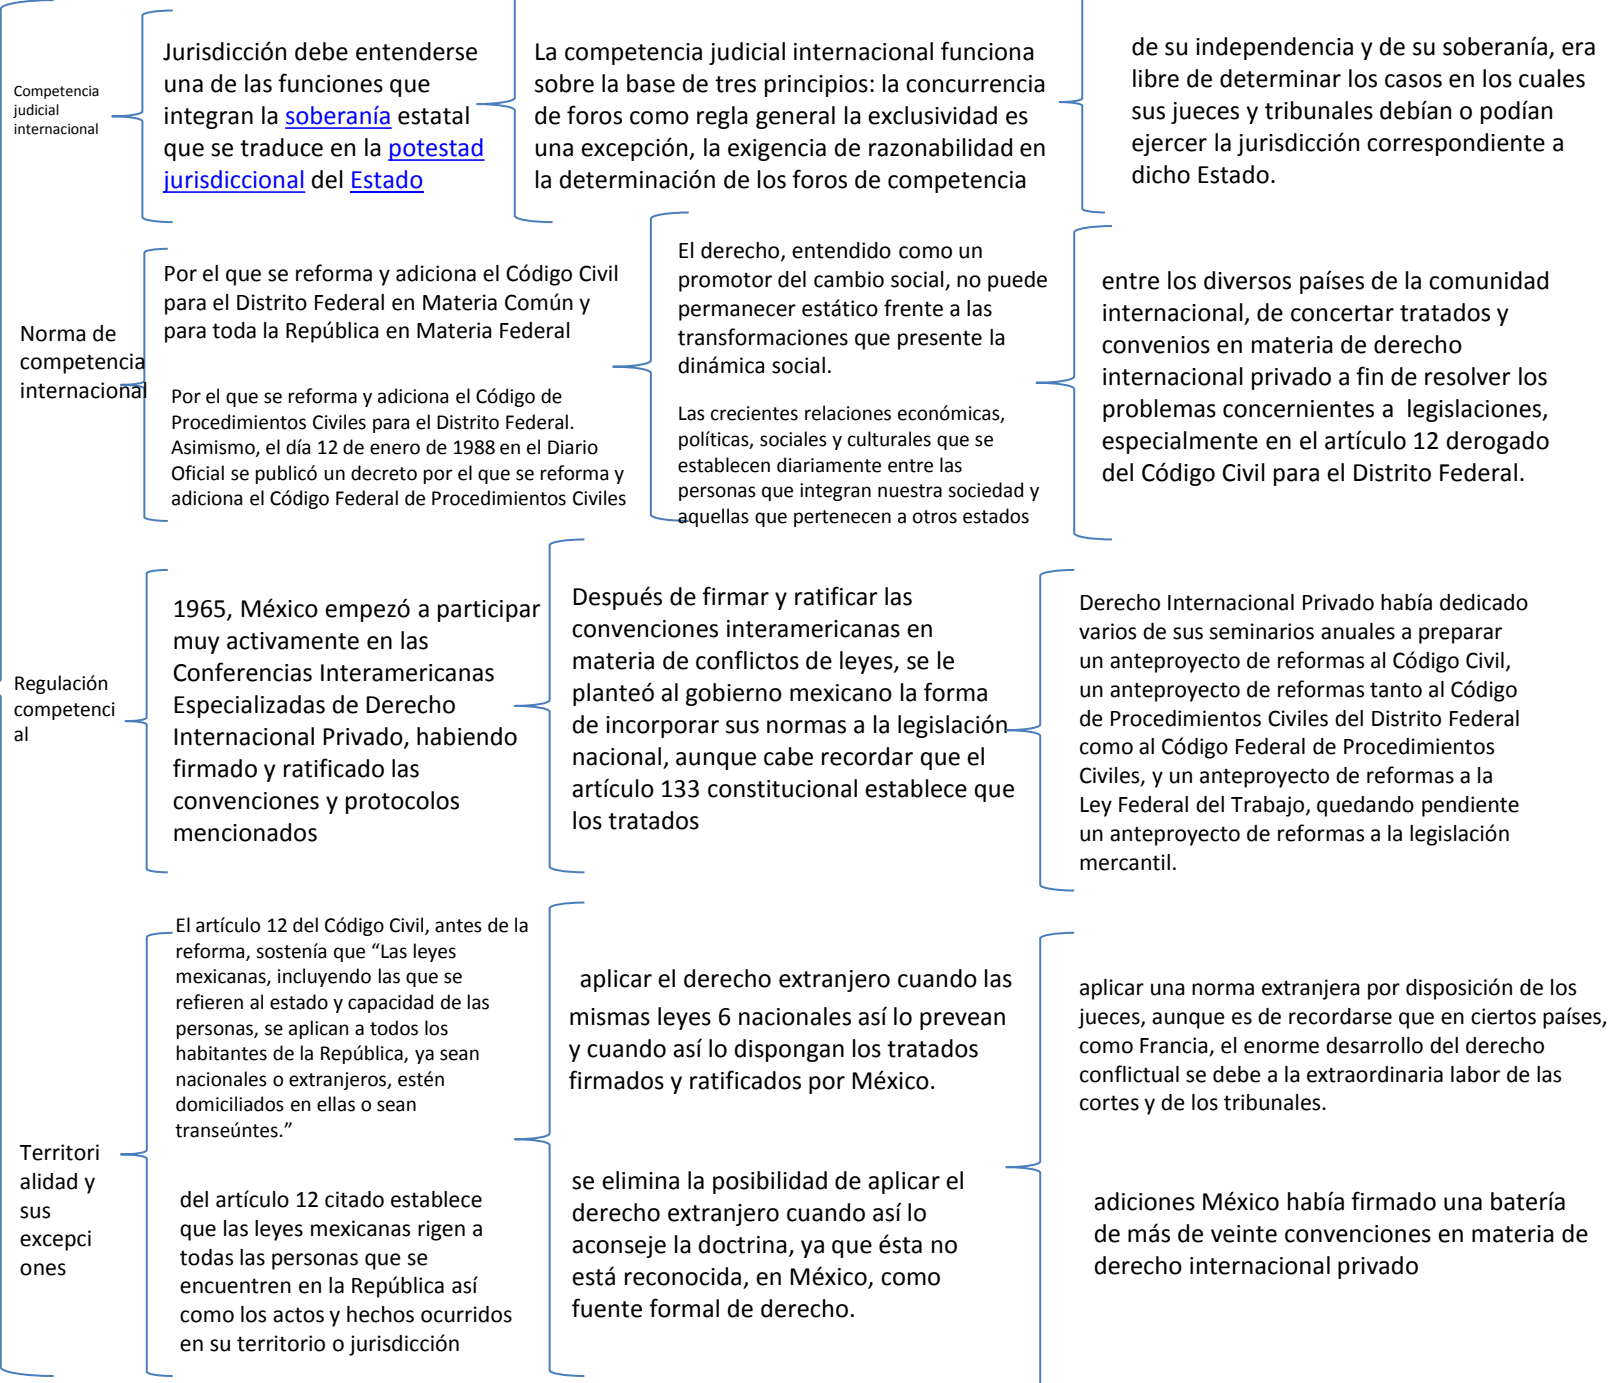 Competencia
judicial
internacional
Jurisdicción debe entenderse
una de las funciones que
integran la soberanía estatal
que se traduce en la potestad
jurisdiccional del Estado
La competencia judicial internacional funciona
sobre la base de tres principios: la concurrencia
de foros como regla general la exclusividad es
una excepción, la exigencia de razonabilidad en
la determinación de los foros de competencia
de su independencia y de su soberanía, era
libre de determinar los casos en los cuales
sus jueces y tribunales debían o podían
ejercer la jurisdicción correspondiente a
dicho Estado.
Norma de
competencia
internacional
Por el que se reforma y adiciona el Código Civil
para el Distrito Federal en Materia Común y
para toda la República en Materia Federal
Por el que se reforma y adiciona el Código de
Procedimientos Civiles para el Distrito Federal.
Asimismo, el día 12 de enero de 1988 en el Diario
Oficial se publicó un decreto por el que se reforma y
adiciona el Código Federal de Procedimientos Civiles
El derecho, entendido como un
promotor del cambio social, no puede
permanecer estático frente a las
transformaciones que presente la
dinámica social.
Las crecientes relaciones económicas,
políticas, sociales y culturales que se
establecen diariamente entre las
personas que integran nuestra sociedad y
aquellas que pertenecen a otros estados
entre los diversos países de la comunidad
internacional, de concertar tratados y
convenios en materia de derecho
internacional privado a fin de resolver los
problemas concernientes a  legislaciones,
especialmente en el artículo 12 derogado
del Código Civil para el Distrito Federal.
Regulación
competenci
al
1965, México empezó a participar
muy activamente en las
Conferencias Interamericanas
Especializadas de Derecho
Internacional Privado, habiendo
firmado y ratificado las
convenciones y protocolos
mencionados
Después de firmar y ratificar las
convenciones interamericanas en
materia de conflictos de leyes, se le
planteó al gobierno mexicano la forma
de incorporar sus normas a la legislación
nacional, aunque cabe recordar que el
artículo 133 constitucional establece que
los tratados
Derecho Internacional Privado había dedicado
varios de sus seminarios anuales a preparar
un anteproyecto de reformas al Código Civil,
un anteproyecto de reformas tanto al Código
de Procedimientos Civiles del Distrito Federal
como al Código Federal de Procedimientos
Civiles, y un anteproyecto de reformas a la
Ley Federal del Trabajo, quedando pendiente
un anteproyecto de reformas a la legislación
mercantil.
Territori
alidad y
sus
excepci
ones
El artículo 12 del Código Civil, antes de la
reforma, sostenía que “Las leyes
mexicanas, incluyendo las que se
refieren al estado y capacidad de las
personas, se aplican a todos los
habitantes de la República, ya sean
nacionales o extranjeros, estén
domiciliados en ellas o sean
transeúntes.”
del artículo 12 citado establece
que las leyes mexicanas rigen a
todas las personas que se
encuentren en la República así
como los actos y hechos ocurridos
en su territorio o jurisdicción
aplicar el derecho extranjero cuando las
mismas leyes 6 nacionales así lo prevean
y cuando así lo dispongan los tratados
firmados y ratificados por México.
se elimina la posibilidad de aplicar el
derecho extranjero cuando así lo
aconseje la doctrina, ya que ésta no
está reconocida, en México, como
fuente formal de derecho.
aplicar una norma extranjera por disposición de los
jueces, aunque es de recordarse que en ciertos países,
como Francia, el enorme desarrollo del derecho
conflictual se debe a la extraordinaria labor de las
cortes y de los tribunales.
adiciones México había firmado una batería
de más de veinte convenciones en materia de
derecho internacional privado